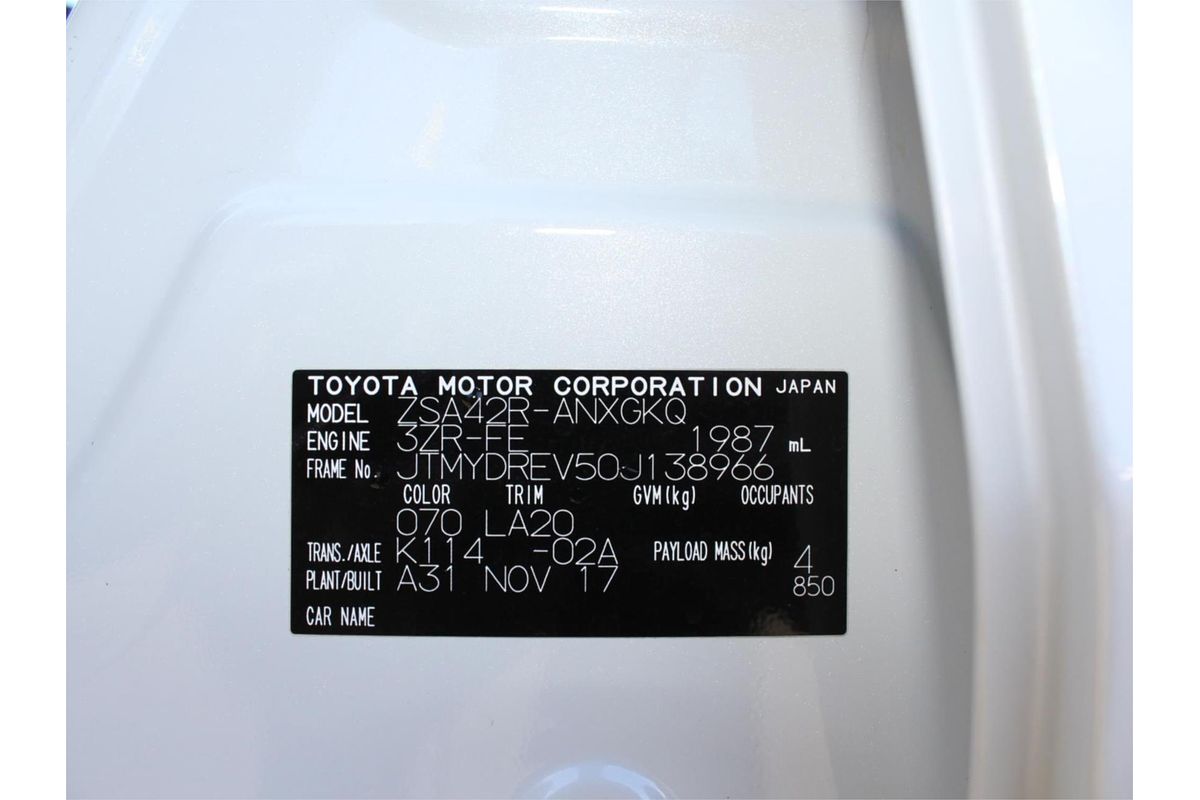 TOYOTA MOTOR CORPORATION JAPAN
MODEL ZSA42R-ANXGKQ
ENGINE 3ZR-FE 1987 mL
FRAME No. JTMYDREV50J138966
COLOR TRIM GVM(kg) OCCUPANTS
070 LA20
TRANS./AXLE K114 -02A PAYLOAD MASS(kg) 4
PLANT/BUILT A31 NOV 17 850
CAR NAME